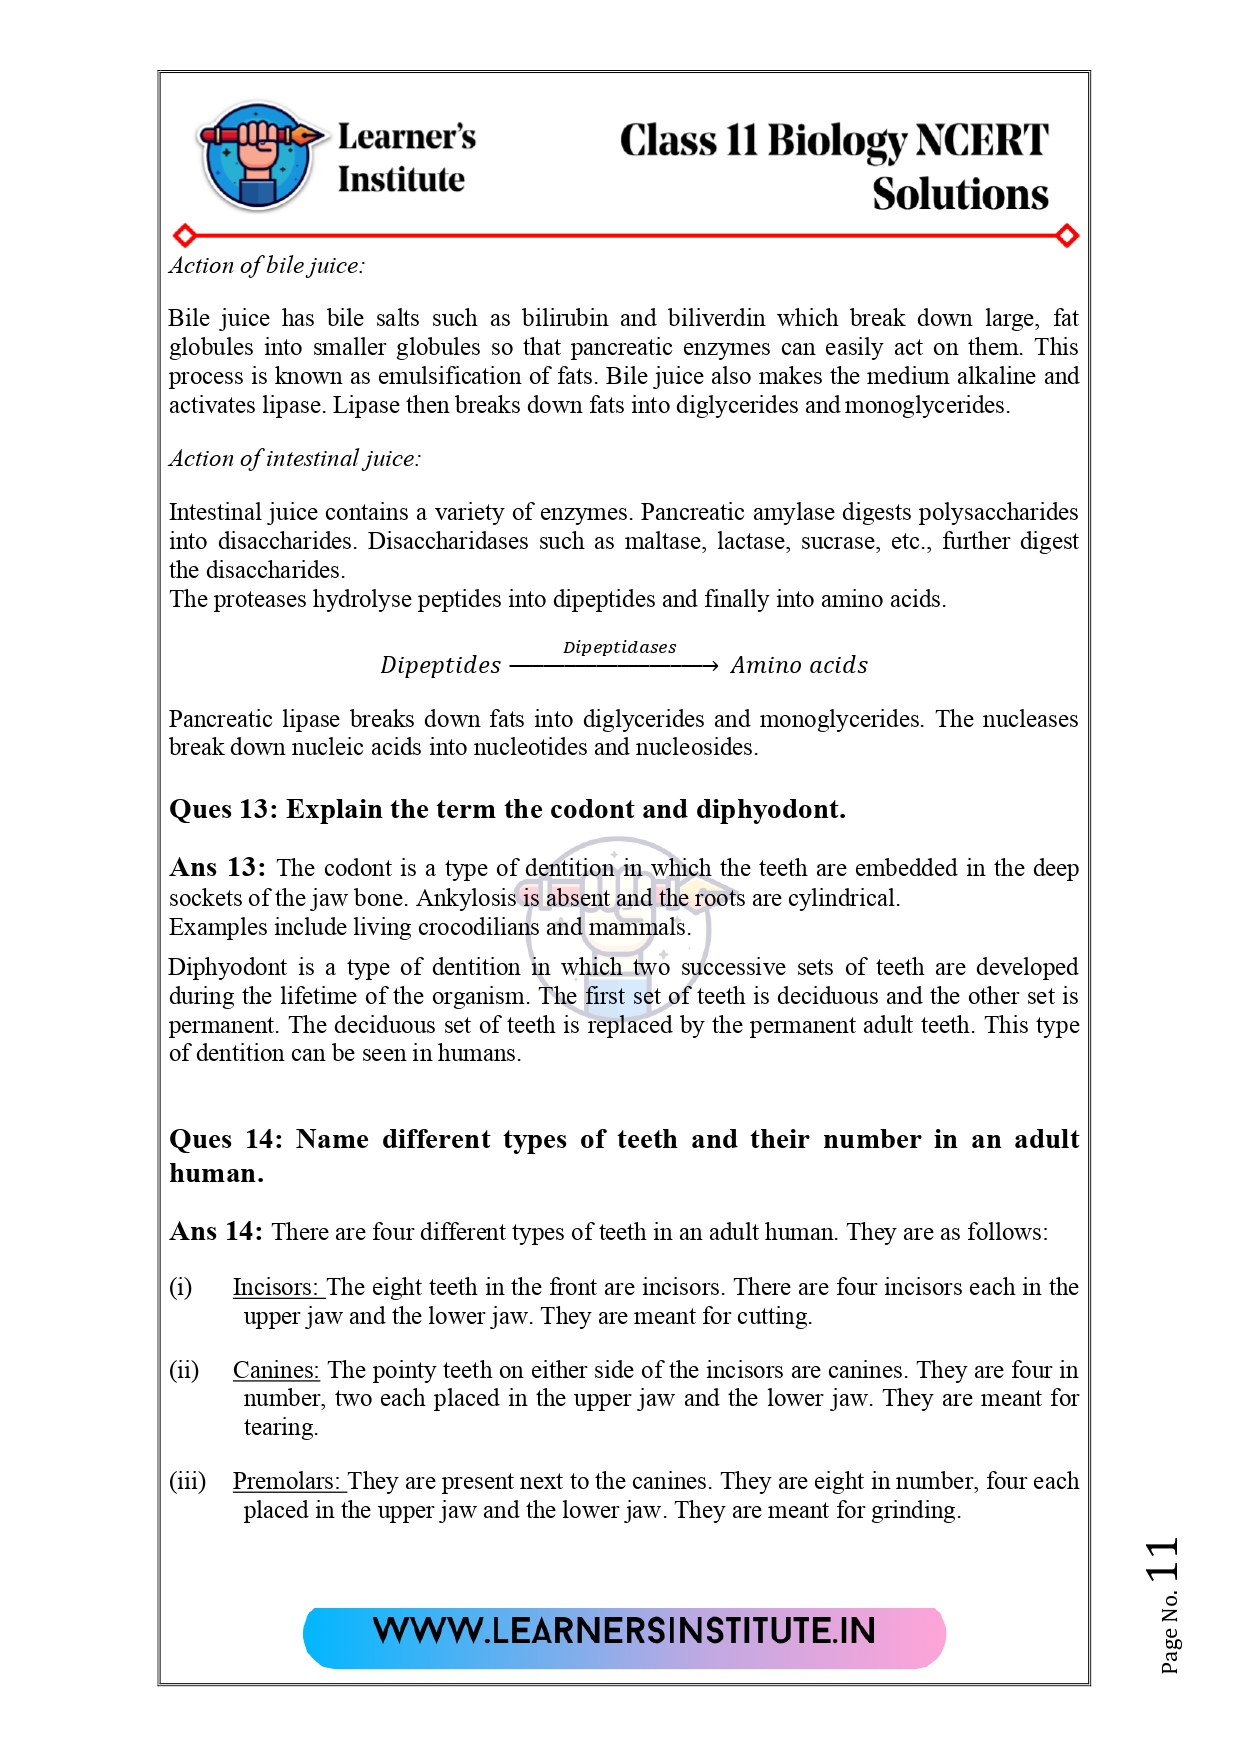 Learner's
Institute
Class 11 Biology NCERT
Solutions
Action of bile juice:
Bile juice has bile salts such as bilirubin and biliverdin which break down large, fat
globules into smaller globules so that pancreatic enzymes can easily act on them. This
process is known as emulsification of fats. Bile juice also makes the medium alkaline and
activates lipase. Lipase then breaks down fats into diglycerides and monoglycerides.
Action of intestinal juice:
Intestinal juice contains a variety of enzymes. Pancreatic amylase digests polysaccharides
into disaccharides. Disaccharidases such as maltase, lactase, sucrase, etc., further digest
the disaccharides.
The proteases hydrolyse peptides into dipeptides and finally into amino acids.
Dipeptidases
Dipeptides ⟶ Amino acids
Pancreatic lipase breaks down fats into diglycerides and monoglycerides. The nucleases
break down nucleic acids into nucleotides and nucleosides.
Ques 13: Explain the term the codont and diphyodont.
Ans 13: The codont is a type of dentition in which the teeth are embedded in the deep
sockets of the jaw bone. Ankylosis is absent and the roots are cylindrical.
Examples include living crocodilians and mammals.
Diphyodont is a type of dentition in which two successive sets of teeth are developed
during the lifetime of the organism. The first set of teeth is deciduous and the other set is
permanent. The deciduous set of teeth is replaced by the permanent adult teeth. This type
of dentition can be seen in humans.
Ques 14: Name different types of teeth and their number in an adult
human.
Ans 14: There are four different types of teeth in an adult human. They are as follows:
(i) Incisors: The eight teeth in the front are incisors. There are four incisors each in the
upper jaw and the lower jaw. They are meant for cutting.
(ii) Canines: The pointy teeth on either side of the incisors are canines. They are four in
number, two each placed in the upper jaw and the lower jaw. They are meant for
tearing.
(iii) Premolars: They are present next to the canines. They are eight in number, four each
placed in the upper jaw and the lower jaw. They are meant for grinding.
Page No. 11
WWW.LEARNERSINSTITUTE.IN